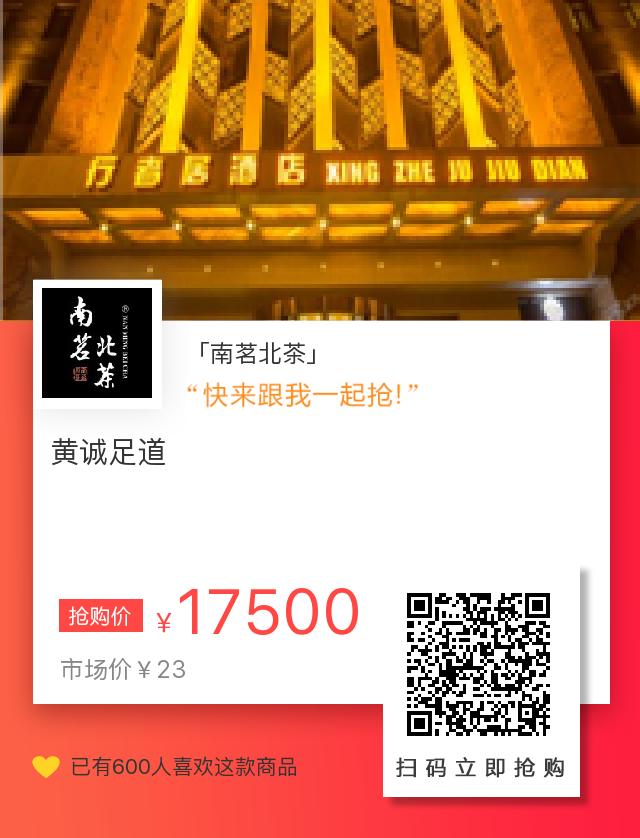 行者居酒店 XING ZHE JU JIU DIAN
南茗
北茶
「南茗北茶」
“快来跟我一起抢!”
黄诚足道
抢购价 ¥17500
市场价¥23
已有600人喜欢这款商品
扫码立即抢购